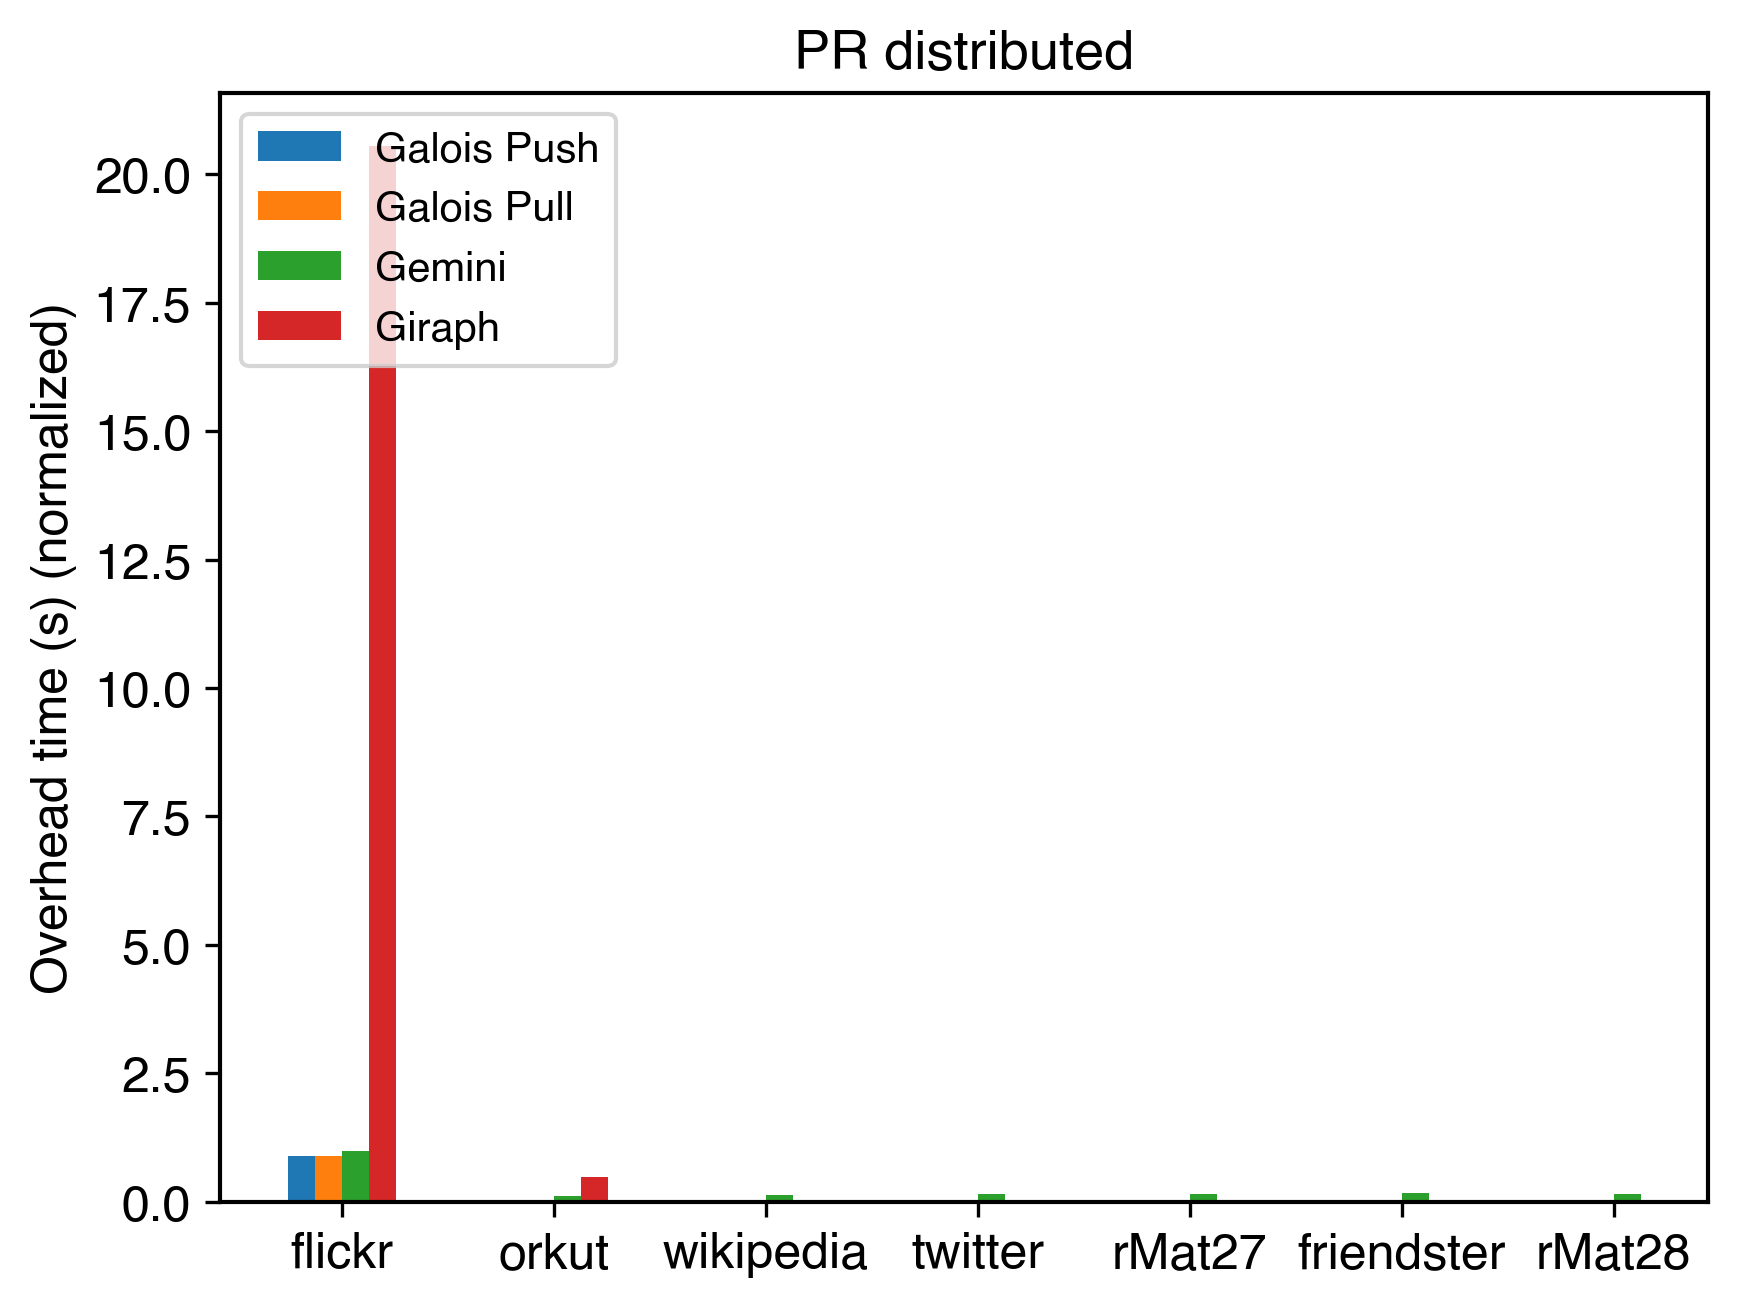 PR distributed
Galois Push
Galois Pull
Gemini
Giraph
Overhead time (s) (normalized)
20.0
17.5
15.0
12.5
10.0
7.5
5.0
2.5
0.0
flickr orkut wikipedia twitter rMat27 friendster rMat28